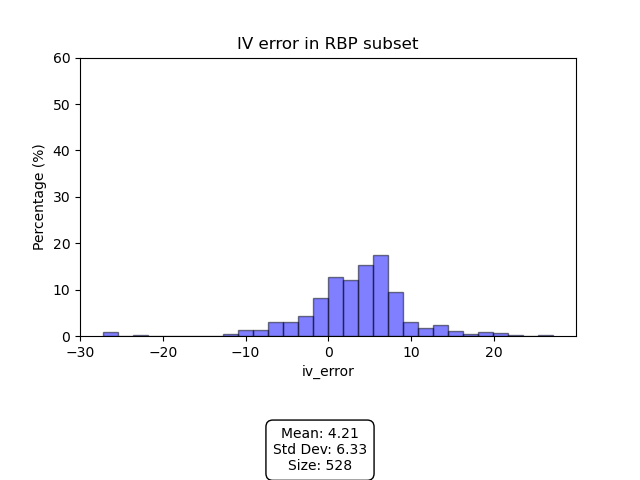 IV error in RBP subset
60
50
40
30
20
10
0
Percentage (%)
−30
−20
−10
0
10
20
iv_error
Mean: 4.21
Std Dev: 6.33
Size: 528